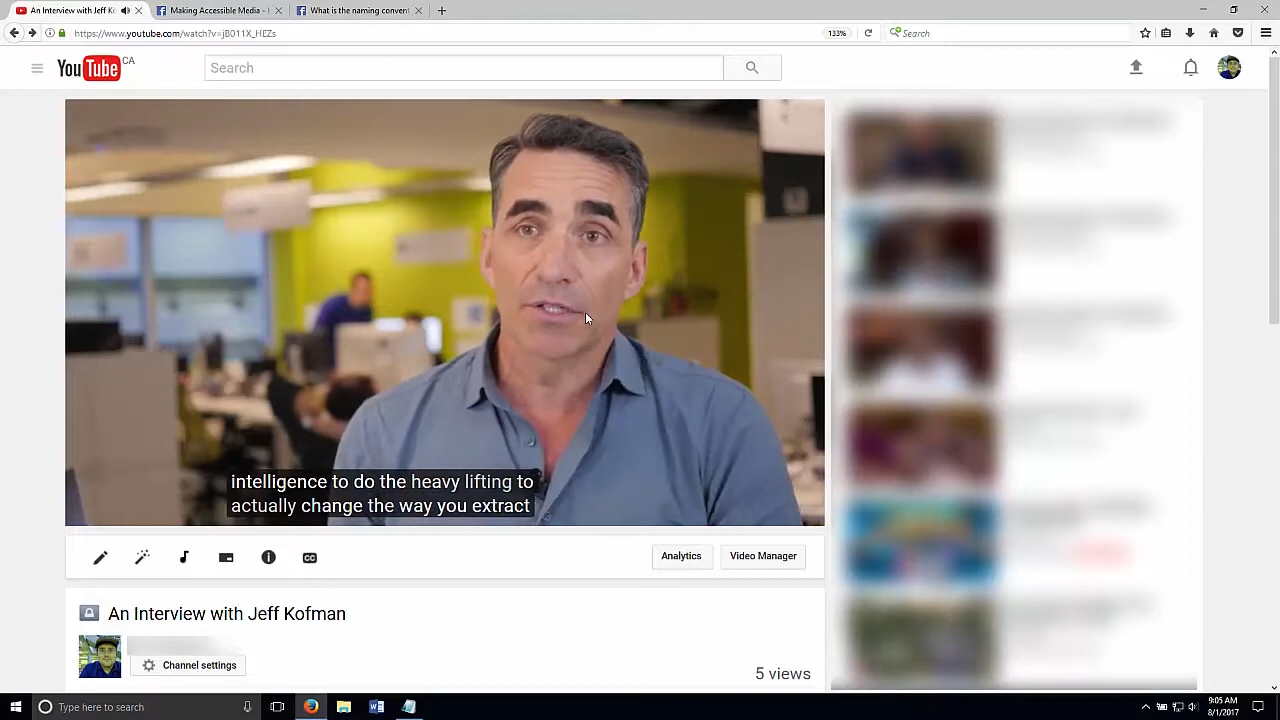 An Interview with Jeff Ko
Making Accessible Media -
What is the naming convent
https://www.youtube.com/watch?v=jB011X_HEZs
133%
Search
YouTube CA
Search
intelligence to do the heavy lifting to
actually change the way you extract
CC
Analytics
Video Manager
An Interview with Jeff Kofman
Channel settings
5 views
Type here to search
9:05 AM
8/1/2017